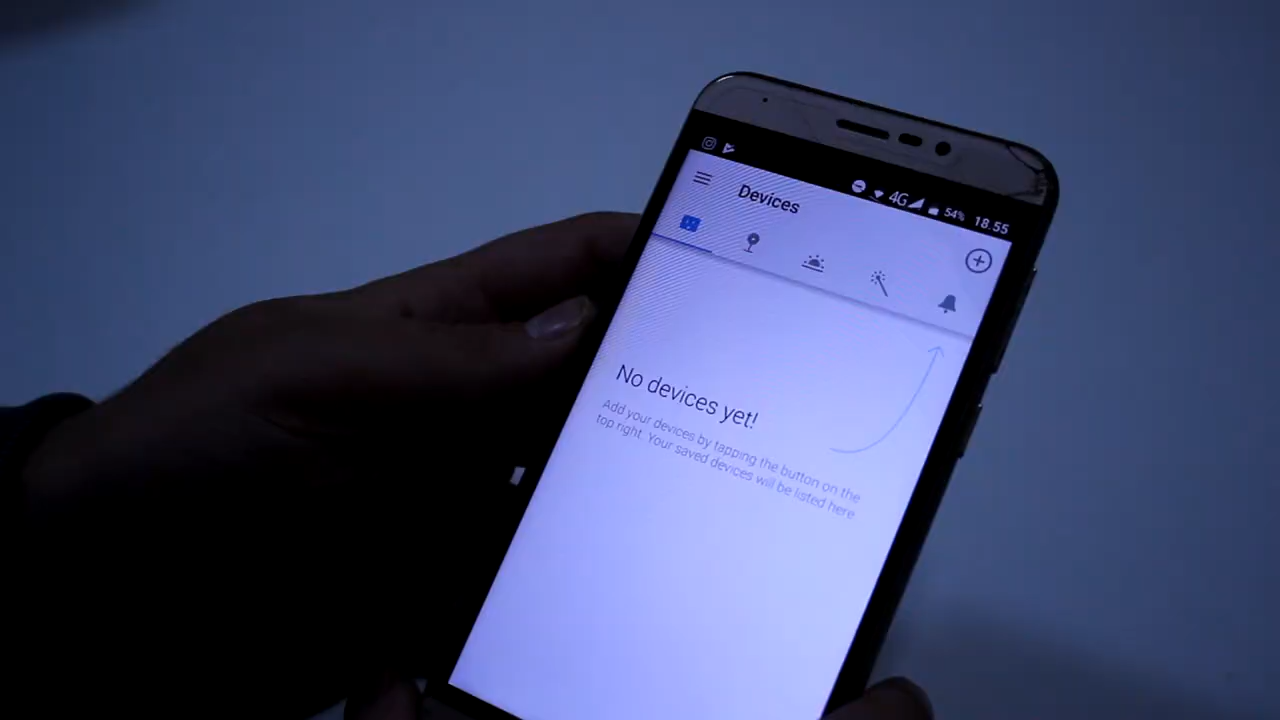 4G 54% 18.55
Devices
No devices yet!
Add your devices by tapping the button on the
top right. Your saved devices will be listed here